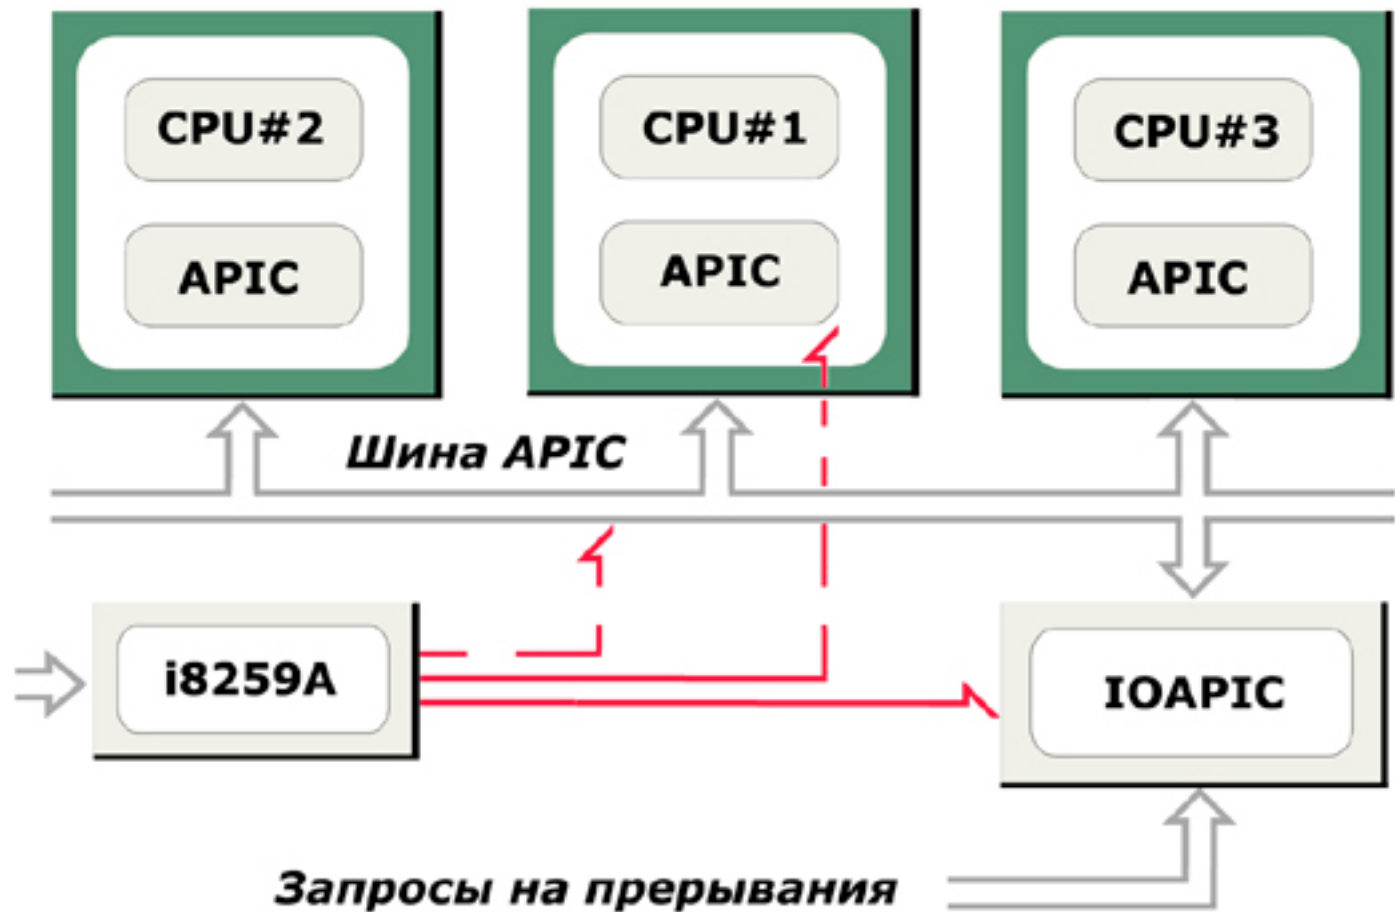 CPU#2
CPU#1
CPU#3
APIC
APIC
APIC
Шина APIC
i8259A
IOAPIC
Запросы на прерывания